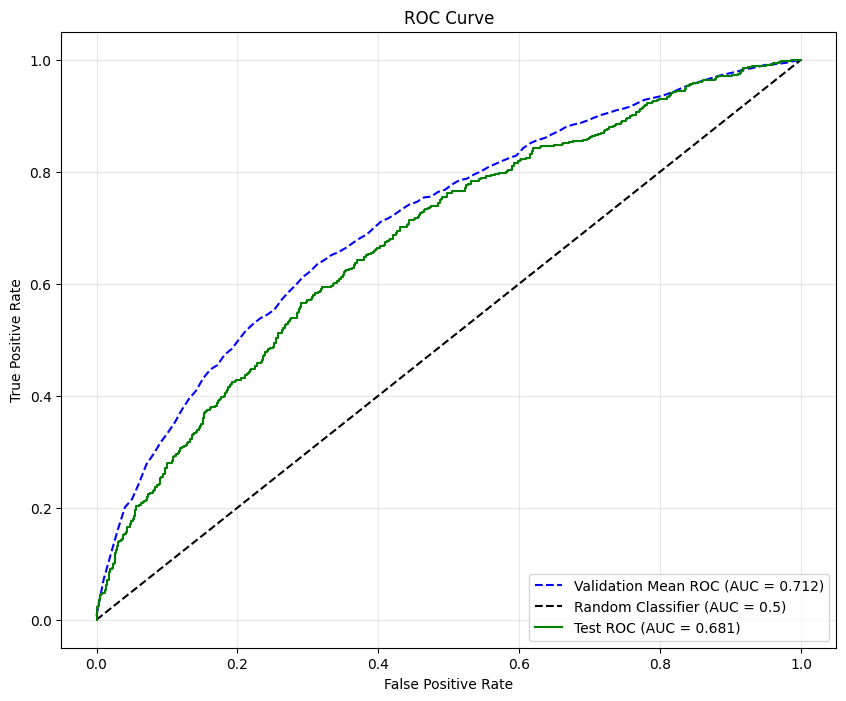 ROC Curve
1.0
0.8
0.6
0.4
0.2
0.0
True Positive Rate
0.0 0.2 0.4 0.6 0.8 1.0
False Positive Rate
Validation Mean ROC (AUC = 0.712)
Random Classifier (AUC = 0.5)
Test ROC (AUC = 0.681)